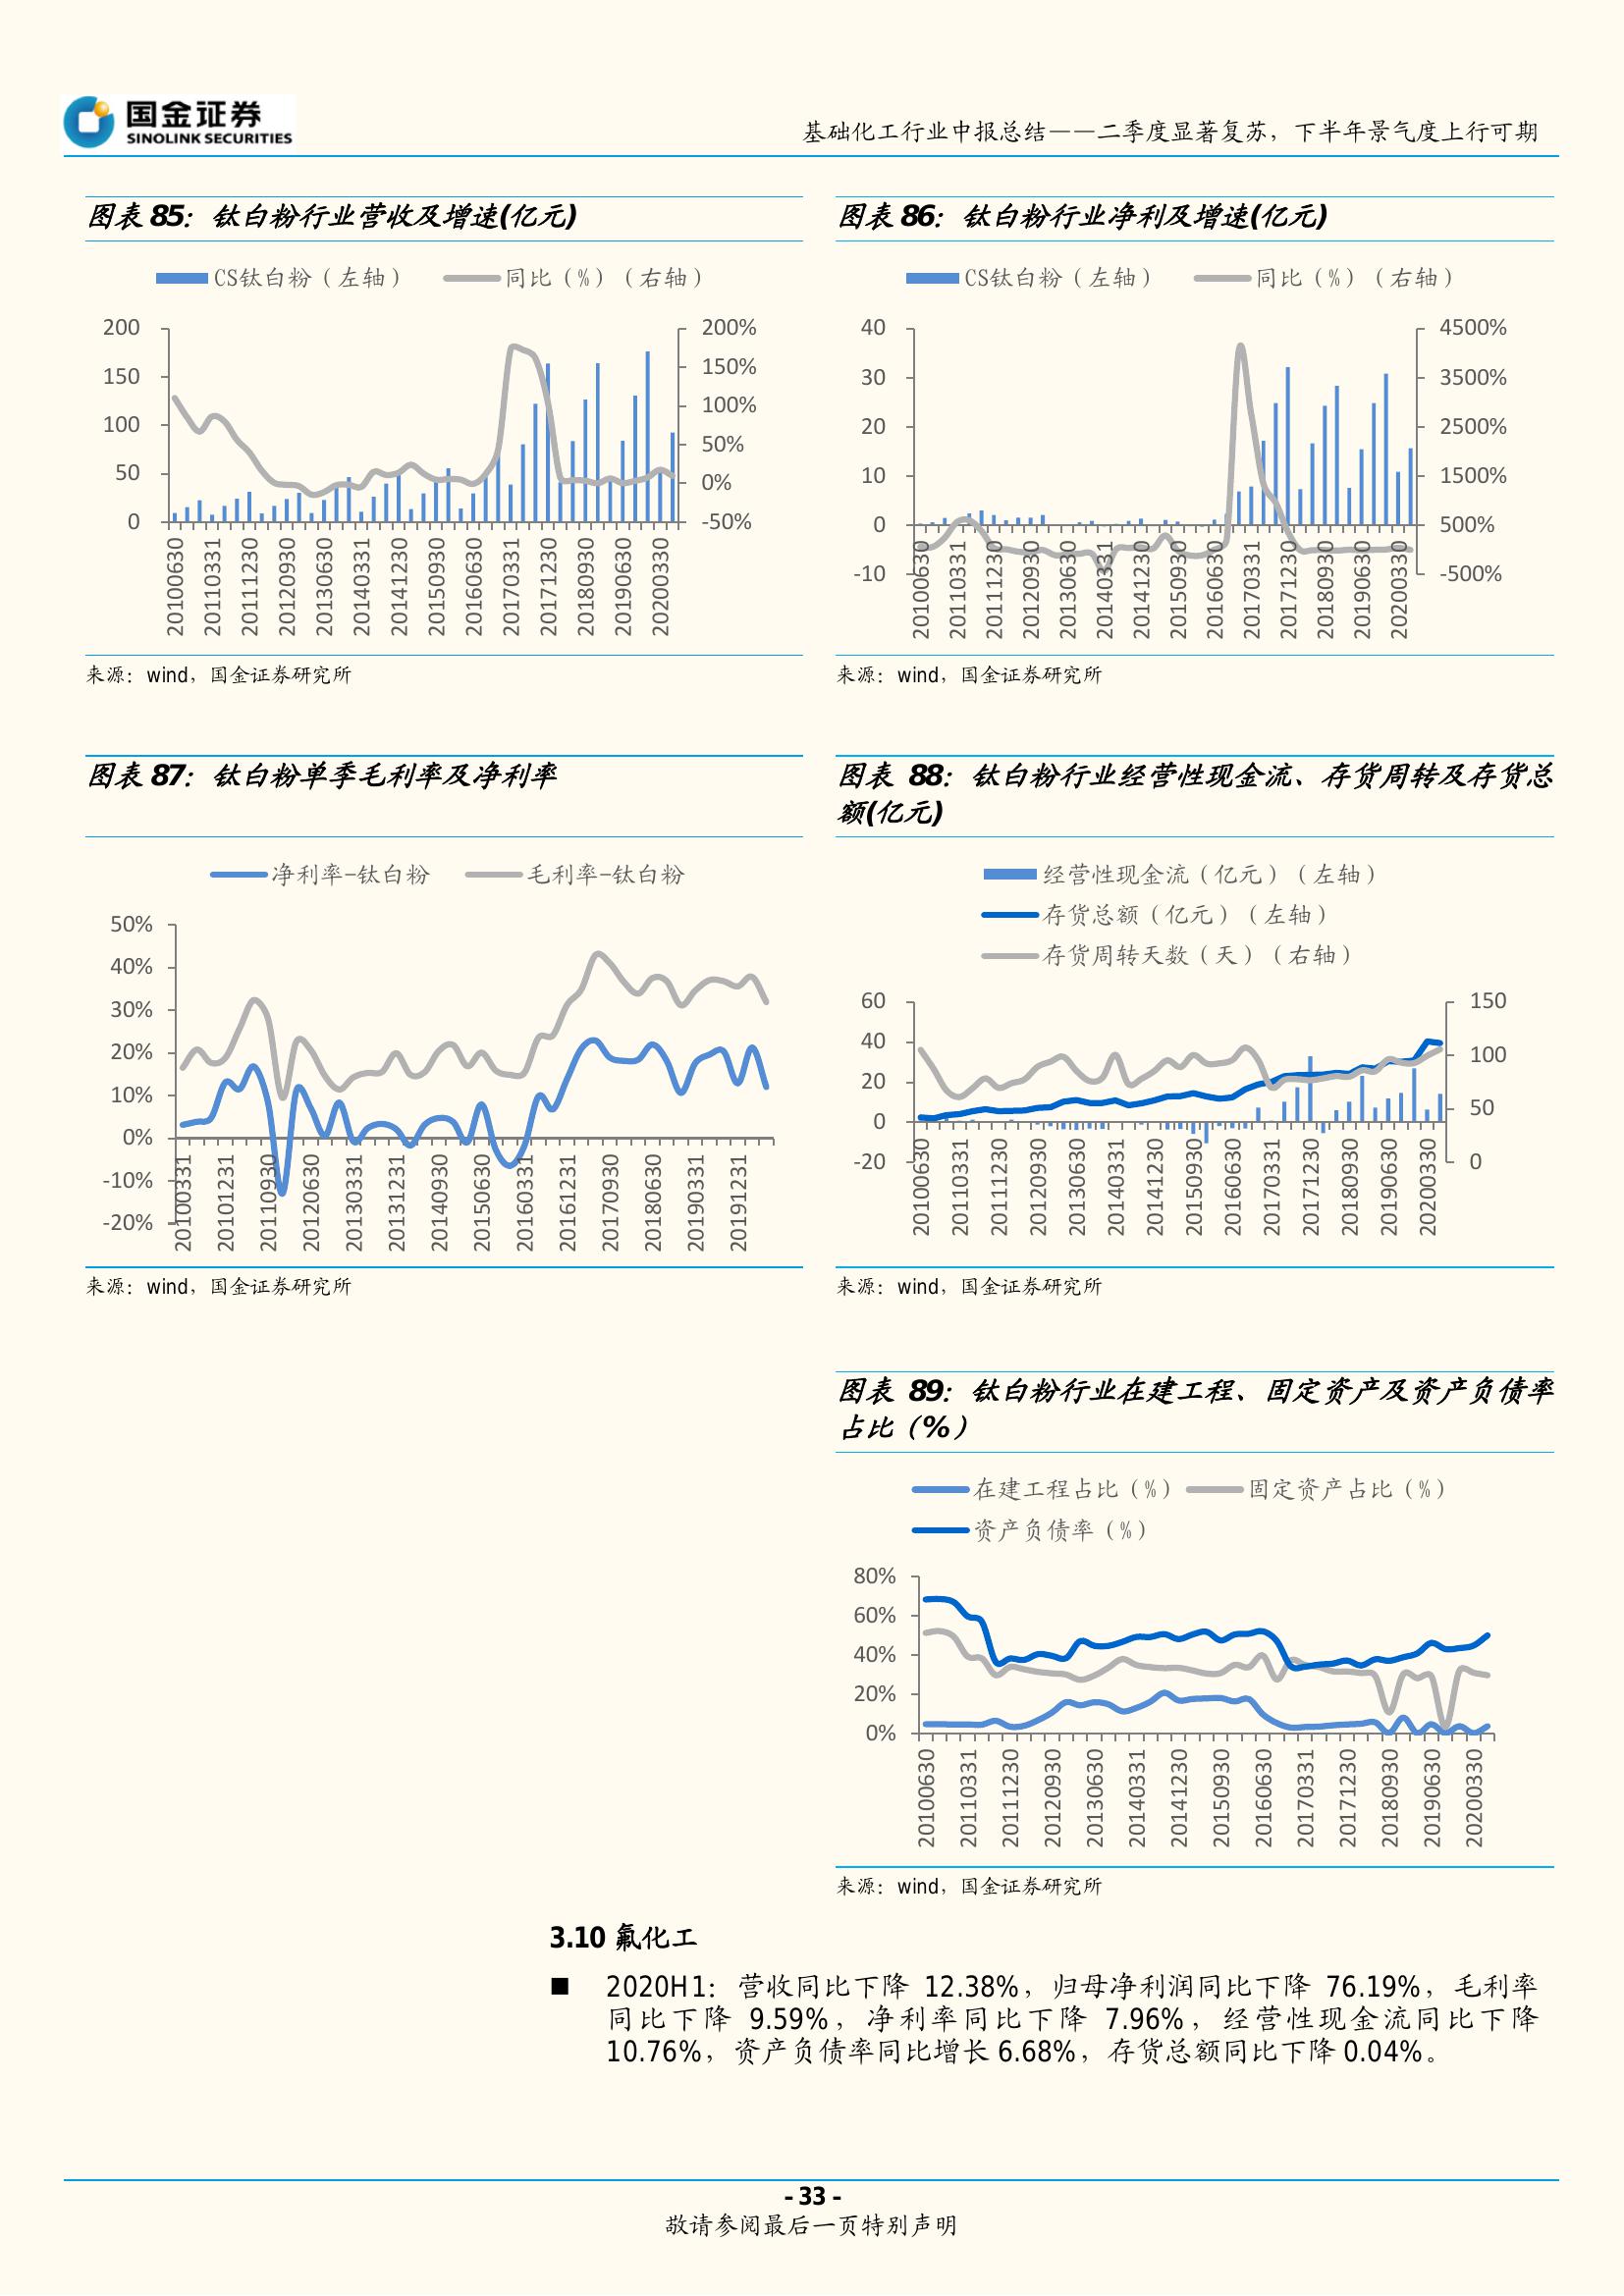 国金证券
SINOLINK SECURITIES
基础化工行业中报总结——二季度显著复苏，下半年景气度上行可期
图表 85：钛白粉行业营收及增速(亿元)
CS钛白粉（左轴） 同比（%）（右轴）
200
150
100
50
0
200%
150%
100%
50%
0%
-50%
20100630 20110331 20111230 20120930 20130630 20140331 20141230 20150930 20160630 20170331 20171230 20180930 20190630 20200330
来源：wind，国金证券研究所
图表 86：钛白粉行业净利及增速(亿元)
CS钛白粉（左轴） 同比（%）（右轴）
40
30
20
10
0
-10
4500%
3500%
2500%
1500%
500%
-500%
20100630 20110331 20111230 20120930 20130630 20140331 20141230 20150930 20160630 20170331 20171230 20180930 20190630 20200330
来源：wind，国金证券研究所
图表 87：钛白粉单季毛利率及净利率
净利率-钛白粉 毛利率-钛白粉
50%
40%
30%
20%
10%
0%
-10%
-20%
20100331 20101231 20110930 20120630 20130331 20131231 20140930 20150630 20160331 20161231 20170930 20180630 20190331 20191231
来源：wind，国金证券研究所
图表 88：钛白粉行业经营性现金流、存货周转及存货总
额(亿元)
经营性现金流（亿元）（左轴）
存货总额（亿元）（左轴）
存货周转天数（天）（右轴）
60
40
20
0
-20
150
100
50
0
20100630 20110331 20111230 20120930 20130630 20140331 20141230 20150930 20160630 20170331 20171230 20180930 20190630 20200330
来源：wind，国金证券研究所
图表 89：钛白粉行业在建工程、固定资产及资产负债率
占比（%）
在建工程占比（%） 固定资产占比（%）
资产负债率（%）
80%
60%
40%
20%
0%
20100630 20110331 20111230 20120930 20130630 20140331 20141230 20150930 20160630 20170331 20171230 20180930 20190630 20200330
来源：wind，国金证券研究所
3.10 氟化工
■ 2020H1：营收同比下降 12.38%，归母净利润同比下降 76.19%，毛利率
同比下降 9.59%，净利率同比下降 7.96%，经营性现金流同比下降
10.76%，资产负债率同比增长 6.68%，存货总额同比下降 0.04%。
- 33 -
敬请参阅最后一页特别声明